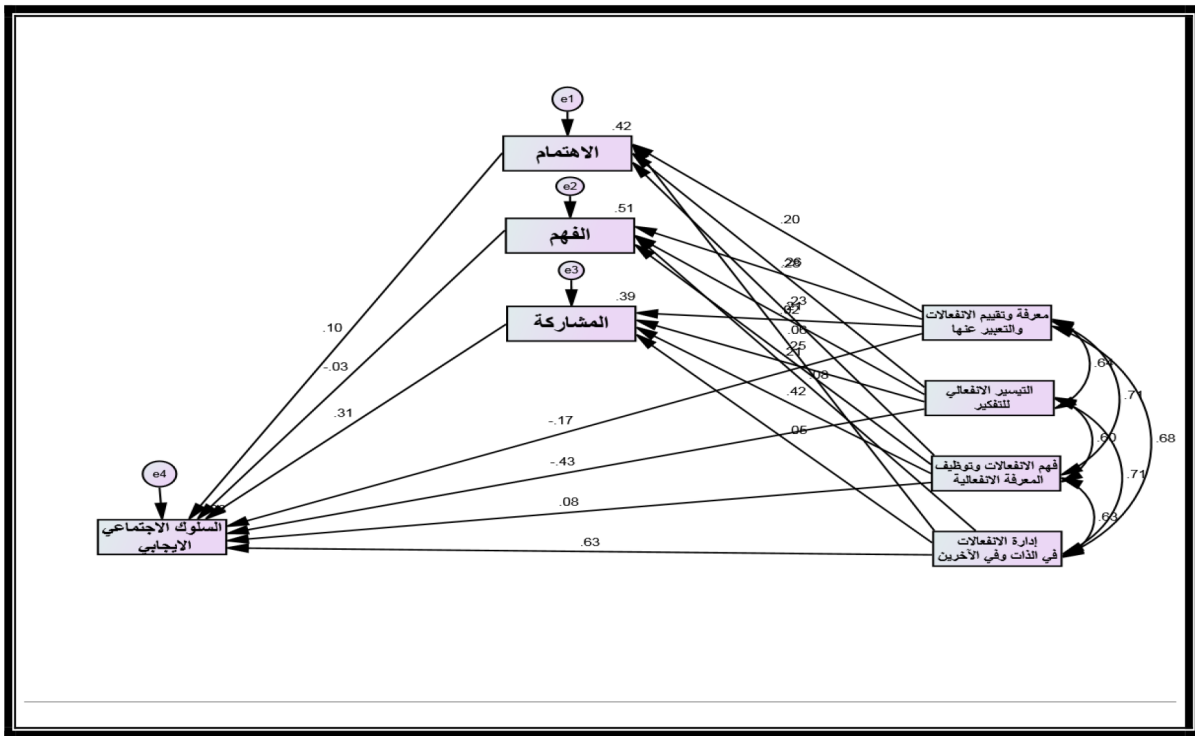 e1
.42
الاهتمام
e2
.51
الفهم
e3
.39
المشاركة
.20
.26
.23
.02
.06
.25
.21
.08
.42
.05
.10
-.03
.31
-.17
-.43
.08
.63
معرفة وتقييم الانفعالات
والتعبير عنها
التيسير الانفعالي
للتفكير
فهم الانفعالات وتوظيف
المعرفة الانفعالية
إدارة الانفعالات
في الذات وفي الآخرين
.64
.71
.68
.60
.71
.63
e4
السلوك الاجتماعي
الايجابي